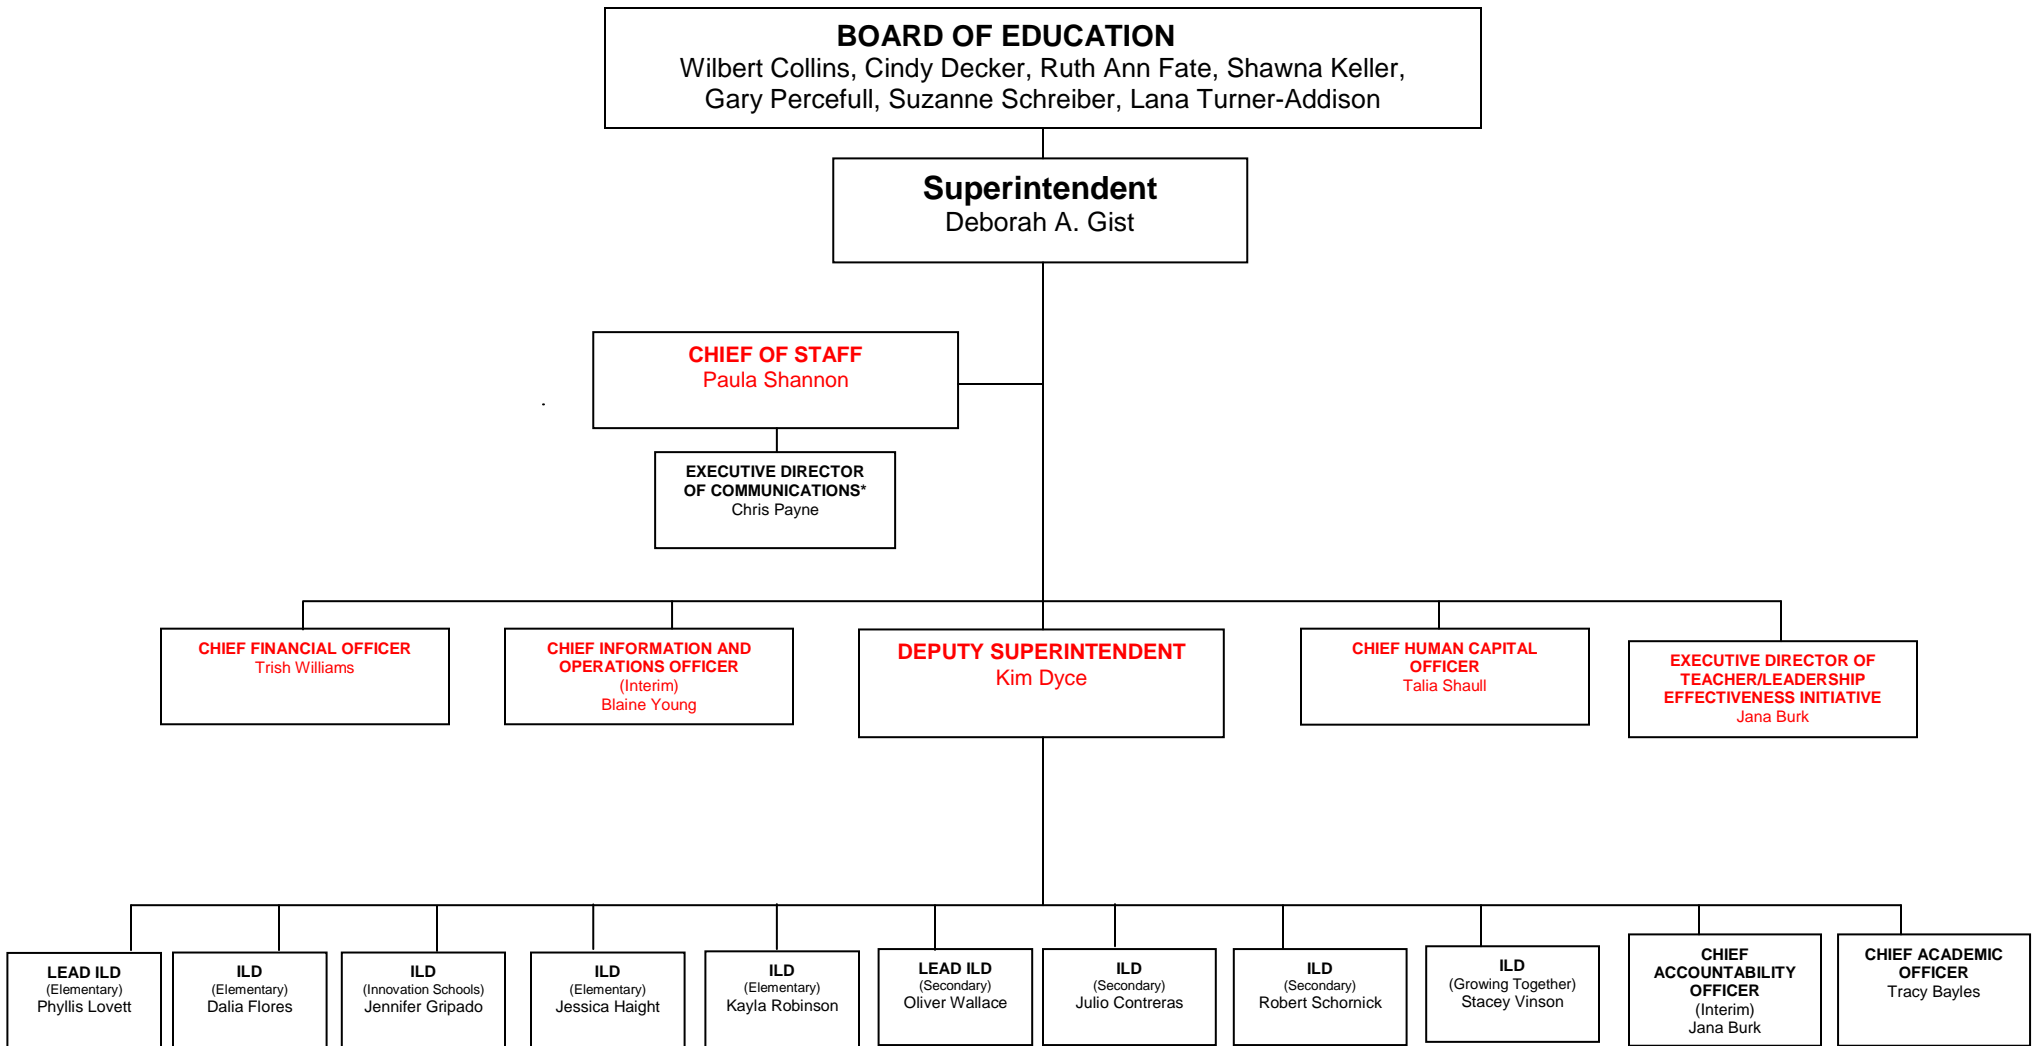 BOARD OF EDUCATION
Wilbert Collins, Cindy Decker, Ruth Ann Fate, Shawna Keller,
Gary Percefull, Suzanne Schreiber, Lana Turner-Addison
Superintendent
Deborah A. Gist
CHIEF OF STAFF
Paula Shannon
.
EXECUTIVE DIRECTOR
OF COMMUNICATIONS*
Chris Payne
CHIEF FINANCIAL OFFICER
Trish Williams
CHIEF INFORMATION AND
OPERATIONS OFFICER
(Interim)
Blaine Young
DEPUTY SUPERINTENDENT
Kim Dyce
CHIEF HUMAN CAPITAL
OFFICER
Talia Shaull
EXECUTIVE DIRECTOR OF
TEACHER/LEADERSHIP
EFFECTIVENESS INITIATIVE
Jana Burk
LEAD ILD
(Elementary)
Phyllis Lovett
ILD
(Elementary)
Dalia Flores
ILD
(Innovation Schools)
Jennifer Gripado
ILD
(Elementary)
Jessica Haight
ILD
(Elementary)
Kayla Robinson
LEAD ILD
(Secondary)
Oliver Wallace
ILD
(Secondary)
Julio Contreras
ILD
(Secondary)
Robert Schornick
ILD
(Growing Together)
Stacey Vinson
CHIEF
ACCOUNTABILITY
OFFICER
(Interim)
Jana Burk
CHIEF ACADEMIC
OFFICER
Tracy Bayles